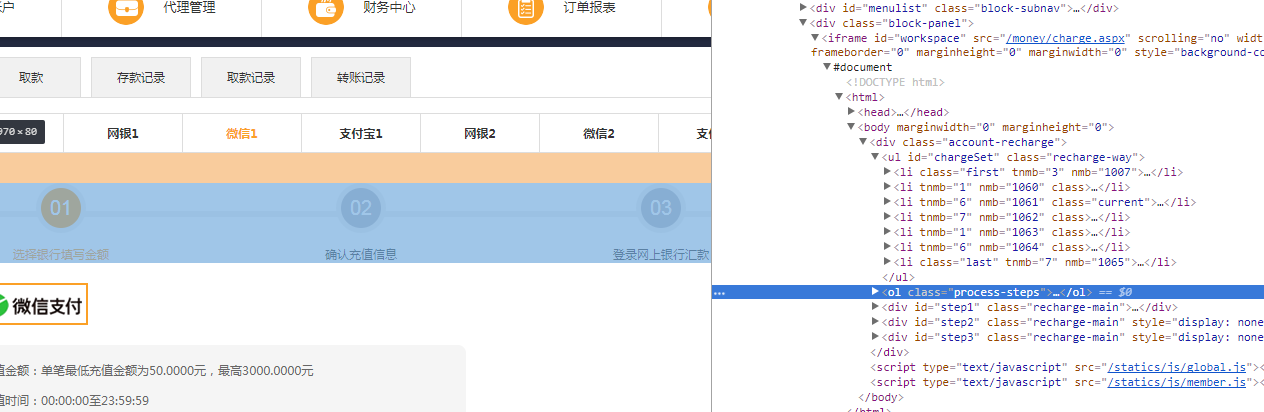 户 代理管理 财务中心 订单报表
取款 存款记录 取款记录 转账记录
970 × 80 网银1 微信1 支付宝1 网银2 微信2
01 02 03
选择银行填写金额 确认充值信息 登录网上银行汇款
微信支付
值金额：单笔最低充值金额为50.0000元，最高3000.0000元
值时间：00:00:00至23:59:59
▶<div id="menulist" class="block-subnav">…</div>
▼<div class="block-panel">
▼<iframe id="workspace" src="/money/charge.aspx" scrolling="no" widt
frameborder="0" marginheight="0" marginwidth="0" style="background-co
▼#document
<!DOCTYPE html>
▼<html>
▶<head>…</head>
▼<body marginwidth="0" marginheight="0">
▼<div class="account-recharge">
▼<ul id="chargeSet" class="recharge-way">
▶<li class="first" tnmb="3" nmb="1007">…</li>
▶<li tnmb="1" nmb="1060" class>…</li>
▶<li tnmb="6" nmb="1061" class="current">…</li>
▶<li tnmb="7" nmb="1062" class>…</li>
▶<li tnmb="1" nmb="1063" class>…</li>
▶<li tnmb="6" nmb="1064" class>…</li>
▶<li class="last" tnmb="7" nmb="1065">…</li>
</ul>
… ▶<ol class="process-steps">…</ol> == $0
▶<div id="step1" class="recharge-main">…</div>
▶<div id="step2" class="recharge-main" style="display: none
▶<div id="step3" class="recharge-main" style="display: none
</div>
<script type="text/javascript" src="/statics/js/global.js"><
<script type="text/javascript" src="/statics/js/member.js"><
</body>
</html>